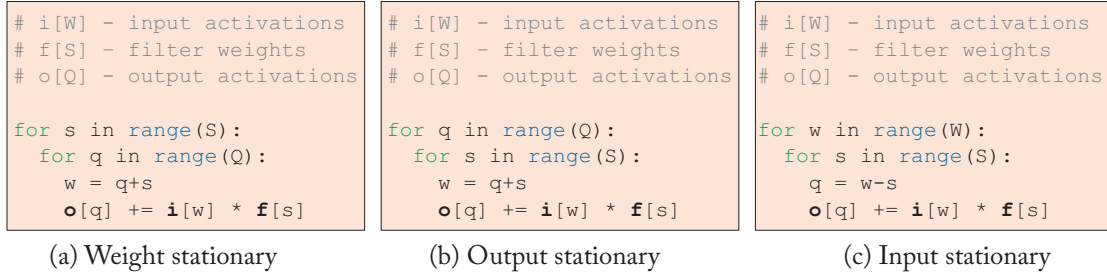 # i[W] - input activations
# f[S] - filter weights
# o[Q] - output activations
for s in range(S):
  for q in range(Q):
    w = q+s
    o[q] += i[w] * f[s]
(a) Weight stationary
# i[W] - input activations
# f[S] - filter weights
# o[Q] - output activations
for q in range(Q):
  for s in range(S):
    w = q+s
    o[q] += i[w] * f[s]
(b) Output stationary
# i[W] - input activations
# f[S] - filter weights
# o[Q] - output activations
for w in range(W):
  for s in range(S):
    q = w-s
    o[q] += i[w] * f[s]
(c) Input stationary